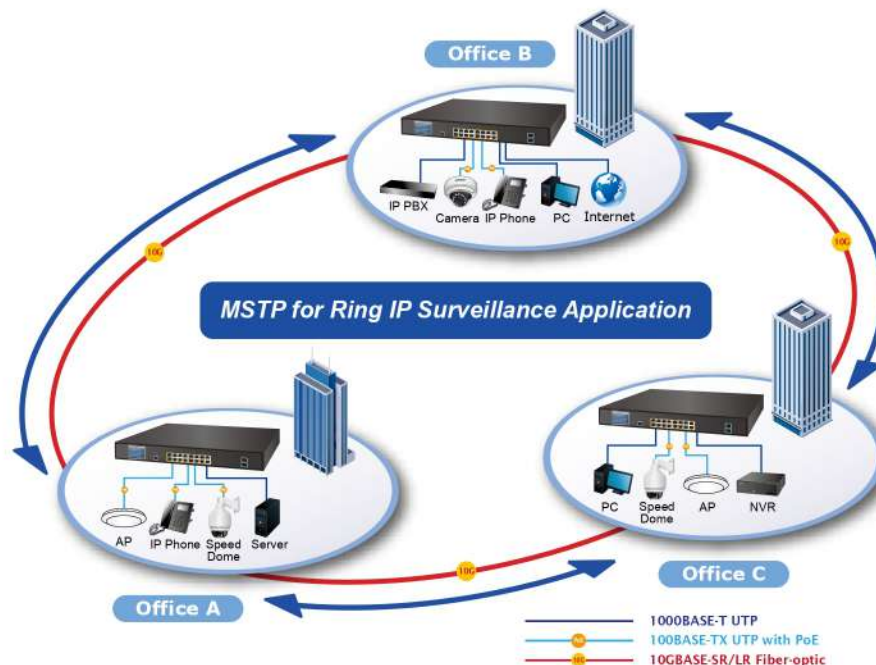 Office B
IP PBX
Camera
IP Phone
PC
Internet
10G
10G
MSTP for Ring IP Surveillance Application
AP
IP Phone
Speed
Dome
Server
PC
Speed
Dome
AP
NVR
10G
Office A
Office C
1000BASE-T UTP
PoE
100BASE-TX UTP with PoE
10G
10GBASE-SR/LR Fiber-optic